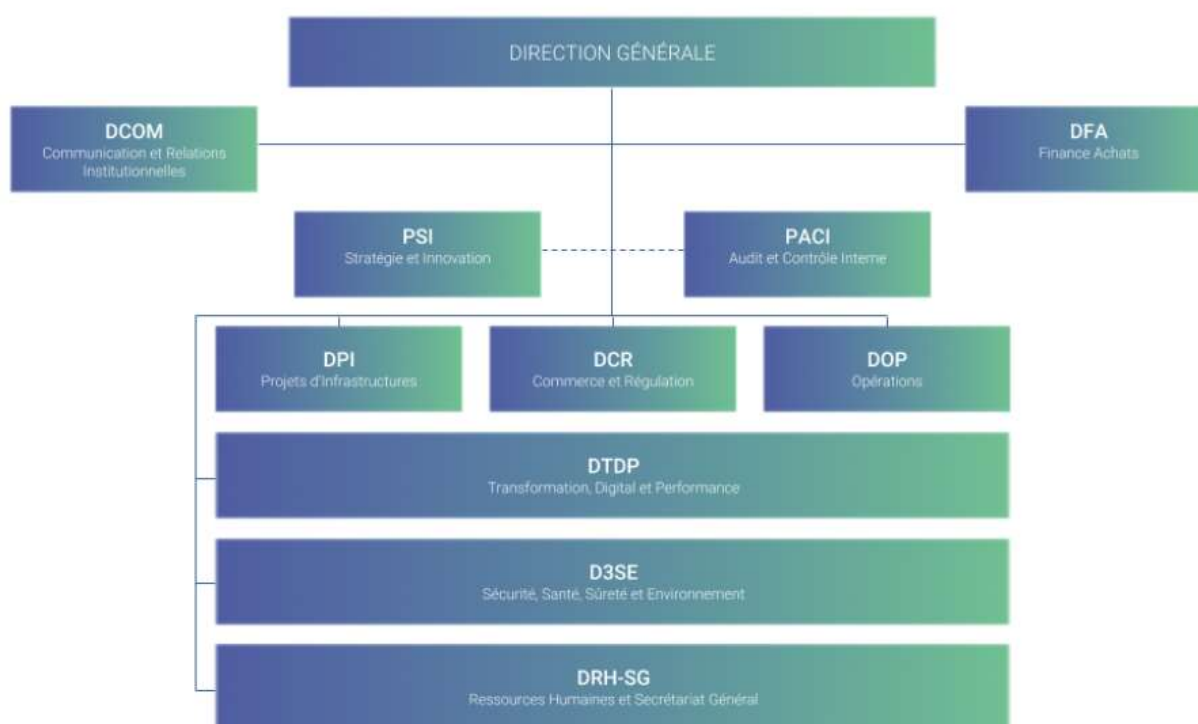 DIRECTION GÉNÉRALE
DCOM
Communication et Relations
Institutionnelles
DFA
Finance Achats
PSI
Stratégie et Innovation
PACI
Audit et Contrôle Interne
DPI
Projets d'Infrastructures
DCR
Commerce et Régulation
DOP
Opérations
DTDP
Transformation, Digital et Performance
D3SE
Sécurité, Santé, Sûreté et Environnement
DRH-SG
Ressources Humaines et Secrétariat Général